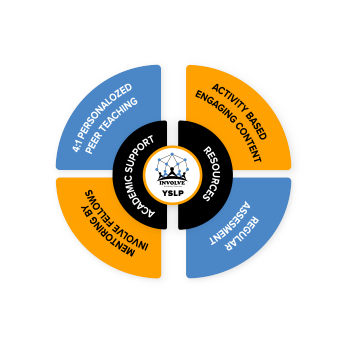 4:1 PERSONALOZED
PEER TEACHING
ACTIVITY BASED
ENGAGING CONTENT
ACADEMIC SUPPORT
RESOURCES
INVOLVE
YSLP
MENTORING BY
INVOLVE FELLOWS
REGULAR
ASSESMENT